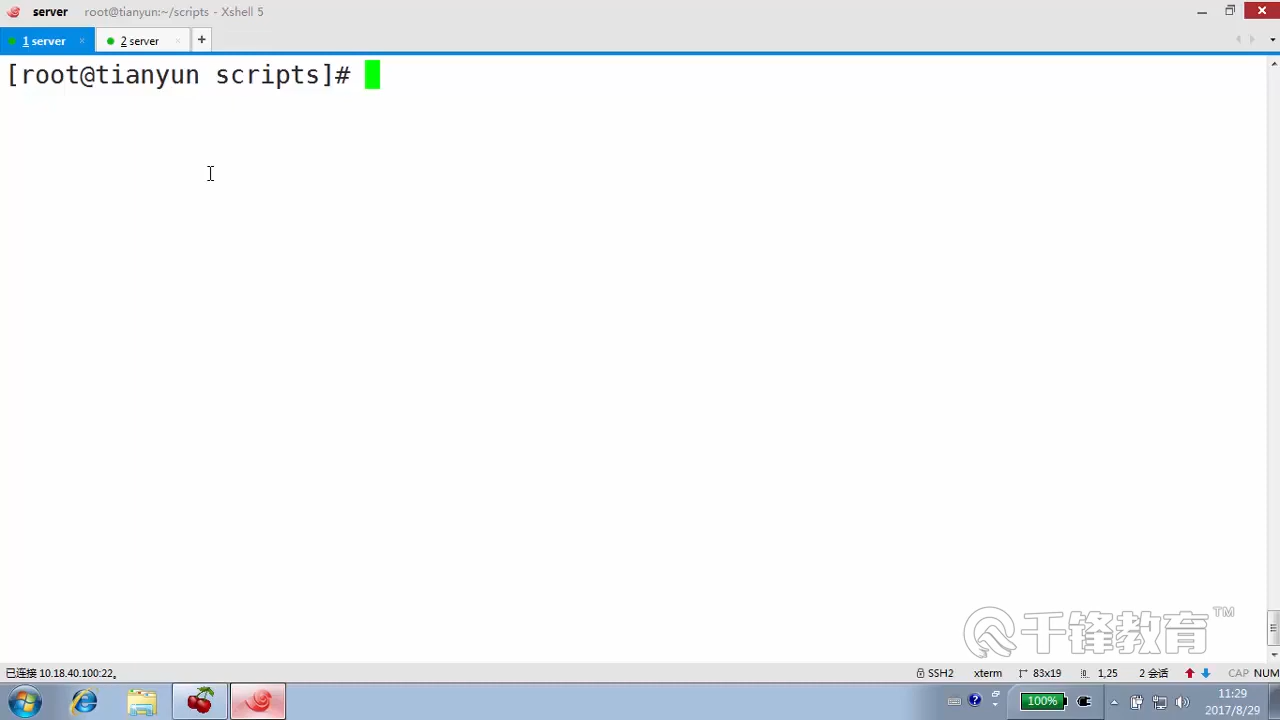 server root@tianyun:~/scripts - Xshell 5
1 server
2 server
[root@tianyun scripts]#
千锋教育™
已连接 10.18.40.100:22。
SSH2
xterm
83x19
1,25
2 会话
CAP
NUM
100%
11:29
2017/8/29